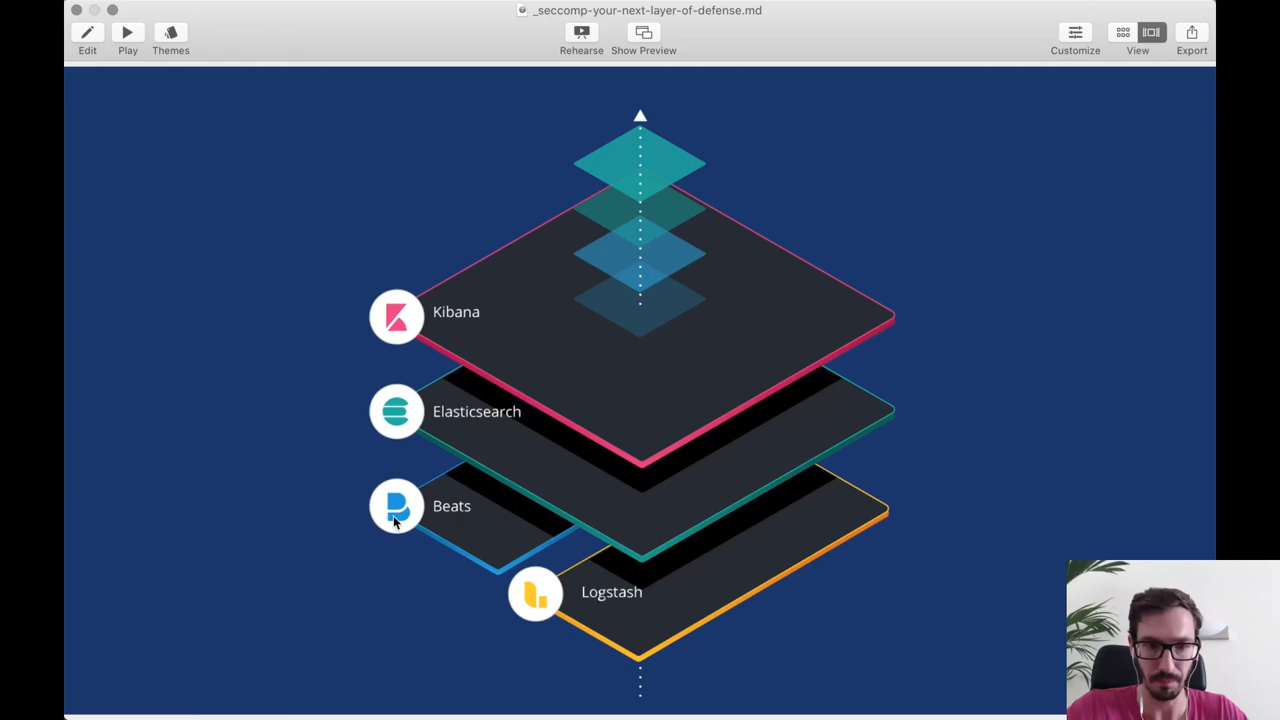 _seccomp-your-next-layer-of-defense.md
Edit
Play
Themes
Rehearse
Show Preview
Customize
View
Export
Kibana
Elasticsearch
Beats
Logstash